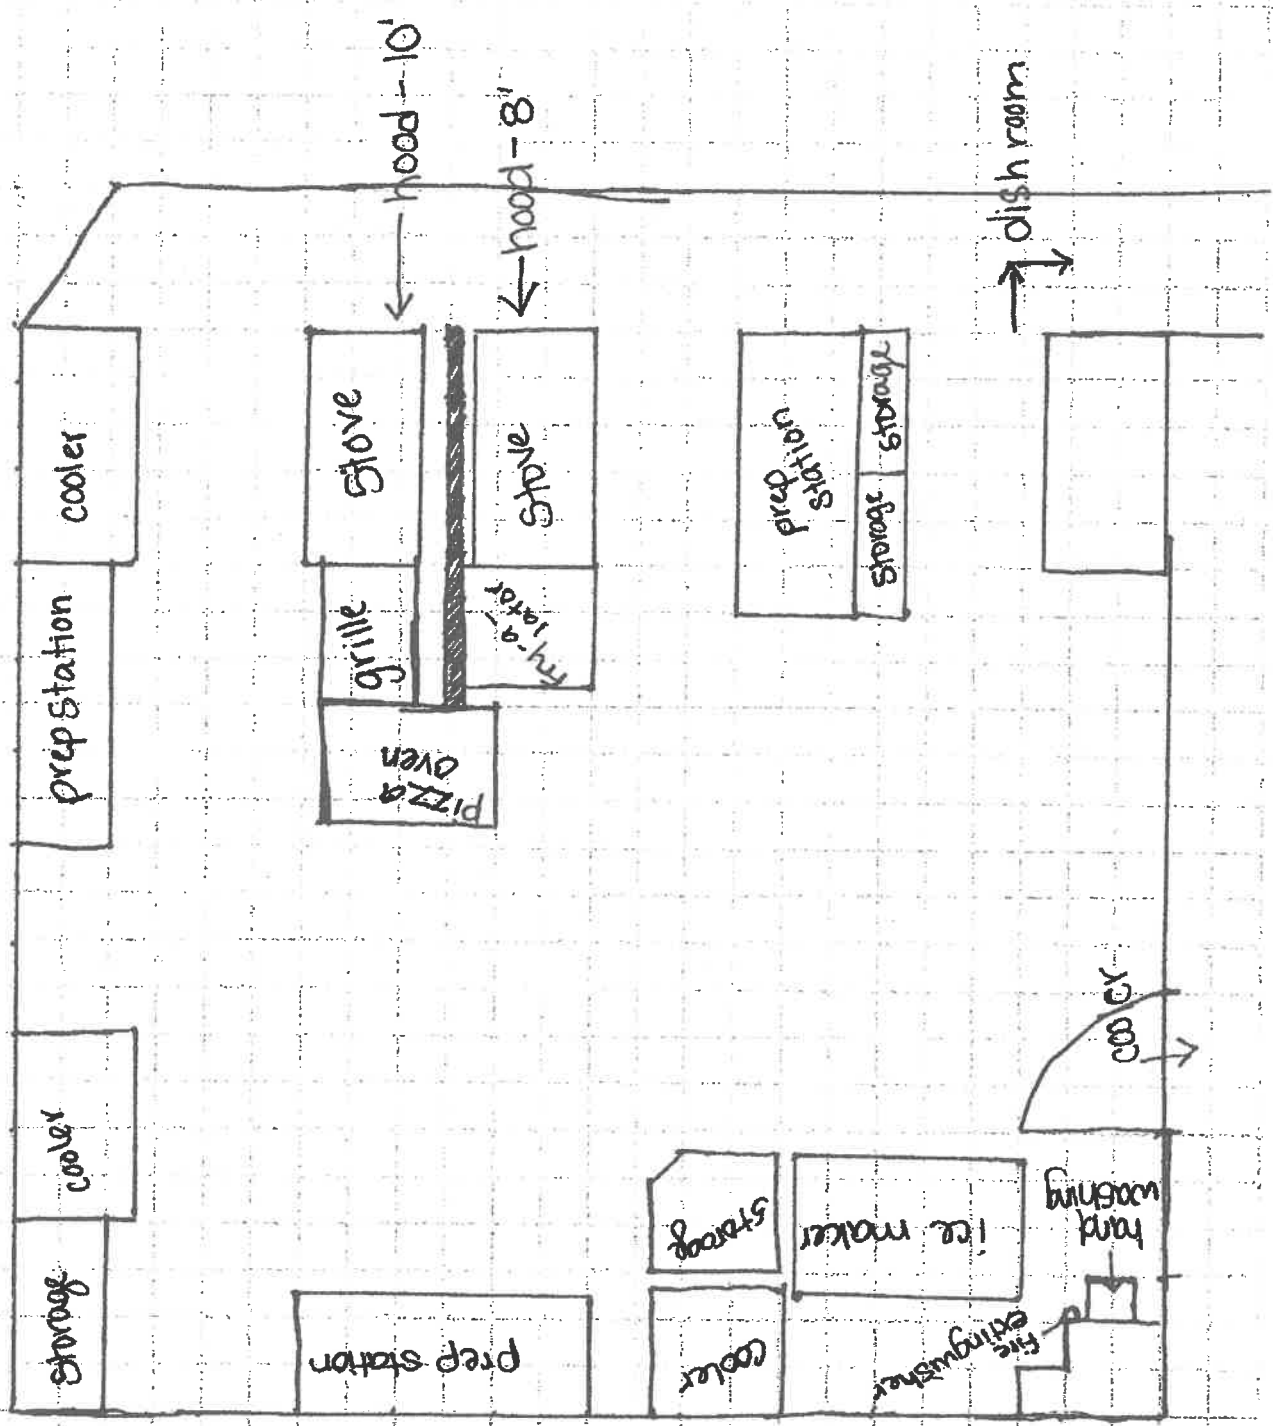 hood-10'
hood-8'
dish room
cooler
stove
stove
prep
station
storage
storage
prep station
grille
Fry-a-
lator
pizza
oven
cooler
cooler
storage
storage
ice maker
hand
washing
prep station
cooler
fire
extinguisher